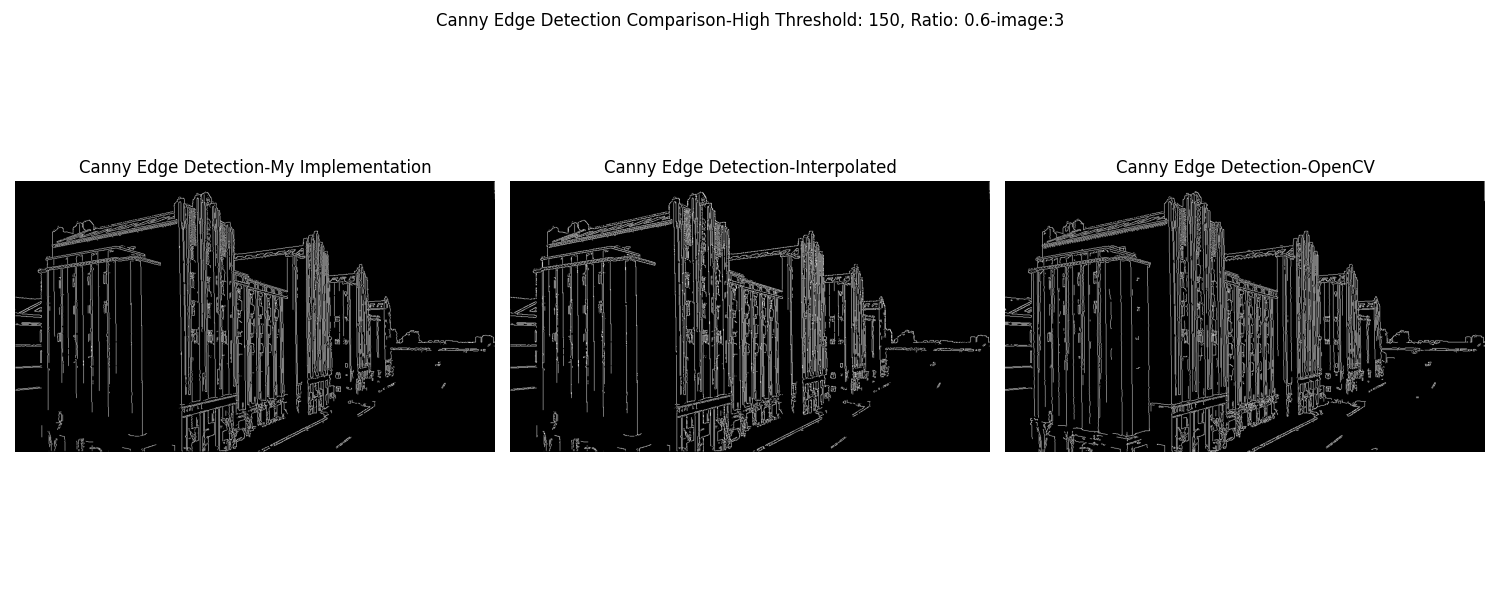 Canny Edge Detection Comparison-High Threshold: 150, Ratio: 0.6-image:3
Canny Edge Detection-My Implementation
Canny Edge Detection-Interpolated
Canny Edge Detection-OpenCV